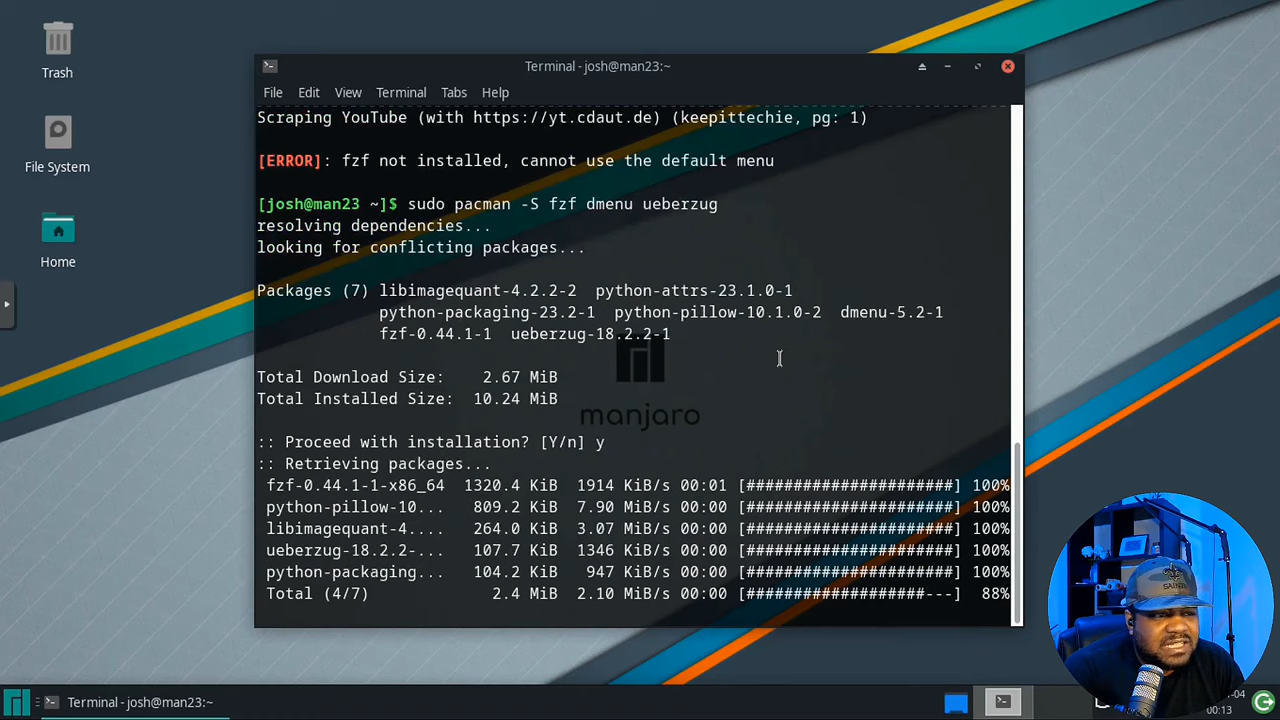 Trash
File System
Home
Terminal - josh@man23:~
File Edit View Terminal Tabs Help
Scraping YouTube (with https://yt.cdaut.de) (keepittechie, pg: 1)
[ERROR]: fzf not installed, cannot use the default menu
[josh@man23 ~]$ sudo pacman -S fzf dmenu ueberzug
resolving dependencies...
looking for conflicting packages...
Packages (7) libimagequant-4.2.2-2 python-attrs-23.1.0-1
python-packaging-23.2-1 python-pillow-10.1.0-2 dmenu-5.2-1
fzf-0.44.1-1 ueberzug-18.2.2-1
Total Download Size: 2.67 MiB
Total Installed Size: 10.24 MiB
:: Proceed with installation? [Y/n] y
:: Retrieving packages...
fzf-0.44.1-1-x86_64 1320.4 KiB 1914 KiB/s 00:01 [######################] 100%
python-pillow-10... 809.2 KiB 7.90 MiB/s 00:00 [######################] 100%
libimagequant-4.... 264.0 KiB 3.07 MiB/s 00:00 [######################] 100%
ueberzug-18.2.2-... 107.7 KiB 1346 KiB/s 00:00 [######################] 100%
python-packaging... 104.2 KiB 947 KiB/s 00:00 [######################] 100%
Total (4/7) 2.4 MiB 2.10 MiB/s 00:00 [###################---] 88%
manjaro
Terminal - josh@man23:~
-04
00:13